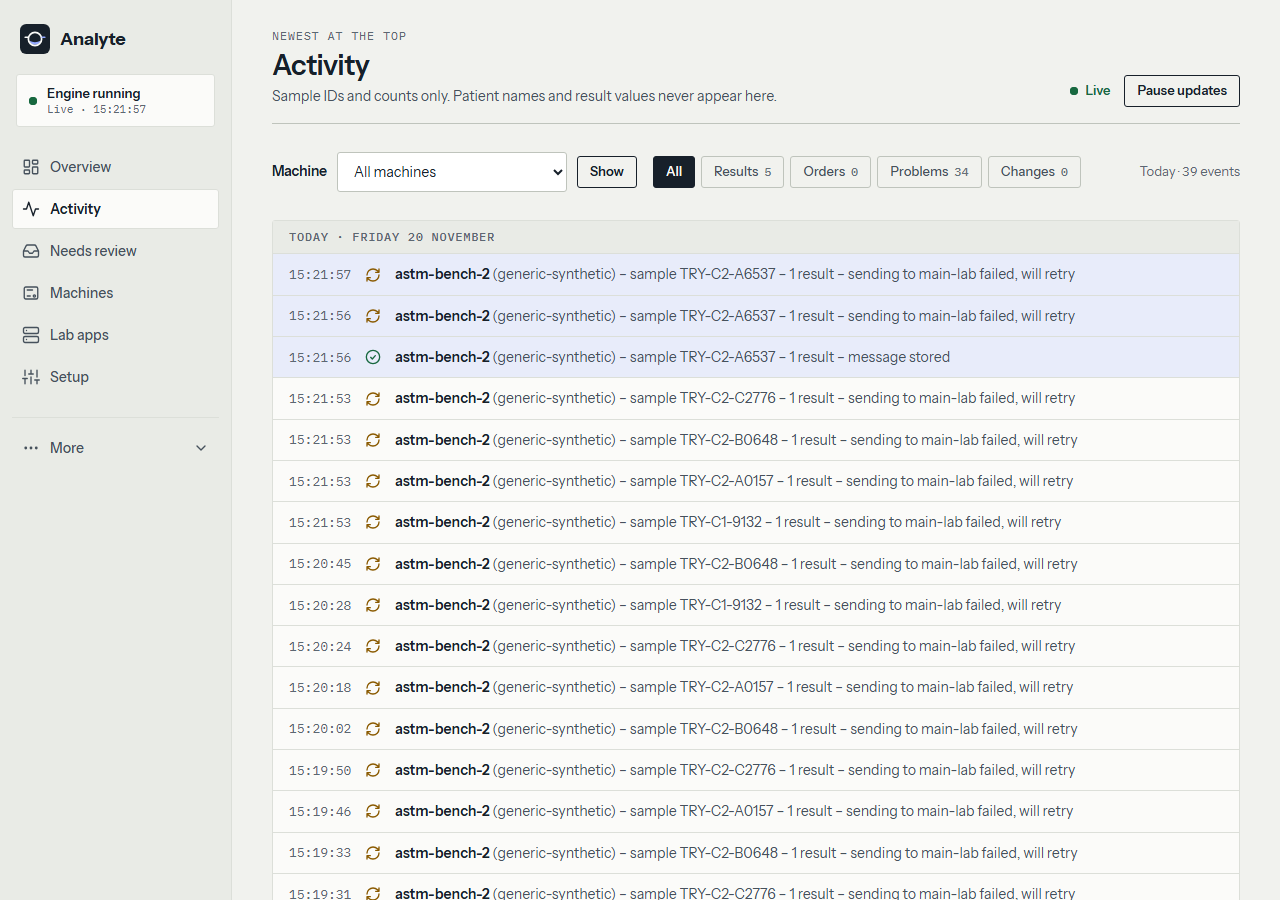 Analyte
Engine running
Live · 15:21:57
Overview
Activity
Needs review
Machines
Lab apps
Setup
More
NEWEST AT THE TOP
Activity
Sample IDs and counts only. Patient names and result values never appear here.
Live
Pause updates
Machine
All machines
Show
All
Results 5
Orders 0
Problems 34
Changes 0
Today · 39 events
TODAY · FRIDAY 20 NOVEMBER
15:21:57 astm-bench-2 (generic-synthetic) – sample TRY-C2-A6537 – 1 result – sending to main-lab failed, will retry
15:21:56 astm-bench-2 (generic-synthetic) – sample TRY-C2-A6537 – 1 result – sending to main-lab failed, will retry
15:21:56 astm-bench-2 (generic-synthetic) – sample TRY-C2-A6537 – 1 result – message stored
15:21:53 astm-bench-2 (generic-synthetic) – sample TRY-C2-C2776 – 1 result – sending to main-lab failed, will retry
15:21:53 astm-bench-2 (generic-synthetic) – sample TRY-C2-B0648 – 1 result – sending to main-lab failed, will retry
15:21:53 astm-bench-2 (generic-synthetic) – sample TRY-C2-A0157 – 1 result – sending to main-lab failed, will retry
15:21:53 astm-bench-2 (generic-synthetic) – sample TRY-C1-9132 – 1 result – sending to main-lab failed, will retry
15:20:45 astm-bench-2 (generic-synthetic) – sample TRY-C2-B0648 – 1 result – sending to main-lab failed, will retry
15:20:28 astm-bench-2 (generic-synthetic) – sample TRY-C1-9132 – 1 result – sending to main-lab failed, will retry
15:20:24 astm-bench-2 (generic-synthetic) – sample TRY-C2-C2776 – 1 result – sending to main-lab failed, will retry
15:20:18 astm-bench-2 (generic-synthetic) – sample TRY-C2-A0157 – 1 result – sending to main-lab failed, will retry
15:20:02 astm-bench-2 (generic-synthetic) – sample TRY-C2-B0648 – 1 result – sending to main-lab failed, will retry
15:19:50 astm-bench-2 (generic-synthetic) – sample TRY-C2-C2776 – 1 result – sending to main-lab failed, will retry
15:19:46 astm-bench-2 (generic-synthetic) – sample TRY-C2-A0157 – 1 result – sending to main-lab failed, will retry
15:19:33 astm-bench-2 (generic-synthetic) – sample TRY-C2-B0648 – 1 result – sending to main-lab failed, will retry
15:19:31 astm-bench-2 (generic-synthetic) – sample TRY-C2-C2776 – 1 result – sending to main-lab failed, will retry